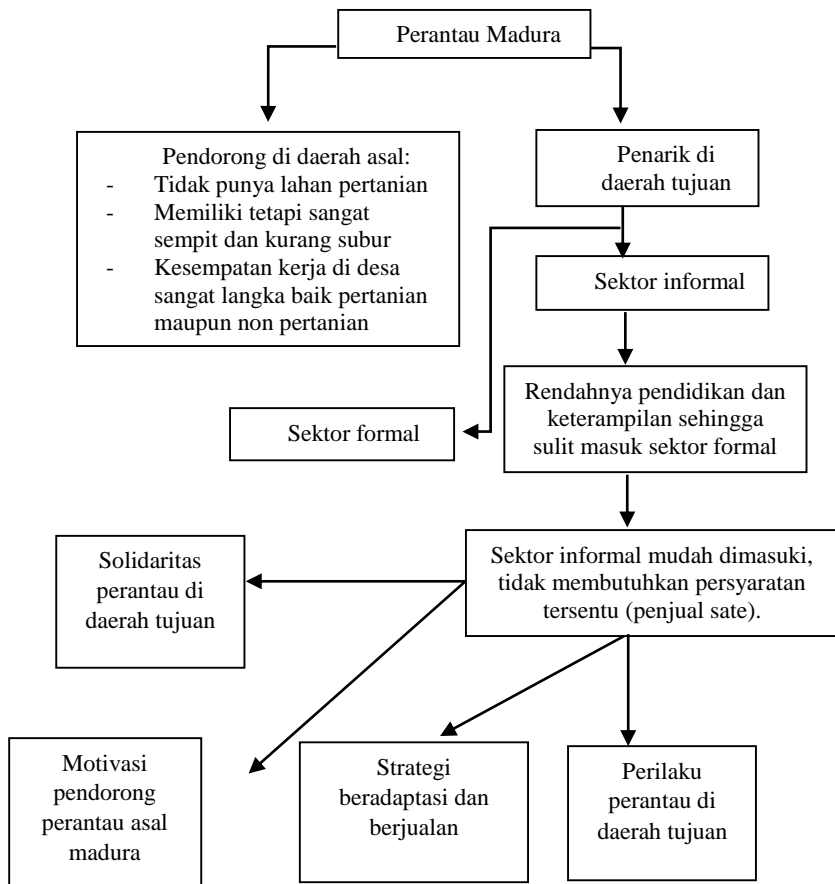 Perantau Madura
Pendorong di daerah asal:
- Tidak punya lahan pertanian
- Memiliki tetapi sangat
sempit dan kurang subur
- Kesempatan kerja di desa
sangat langka baik pertanian
maupun non pertanian
Penarik di
daerah tujuan
Sektor informal
Sektor formal
Rendahnya pendidikan dan
keterampilan sehingga
sulit masuk sektor formal
Solidaritas
perantau di
daerah tujuan
Sektor informal mudah dimasuki,
tidak membutuhkan persyaratan
tersentu (penjual sate).
Motivasi
pendorong
perantau asal
madura
Strategi
beradaptasi dan
berjualan
Perilaku
perantau di
daerah tujuan